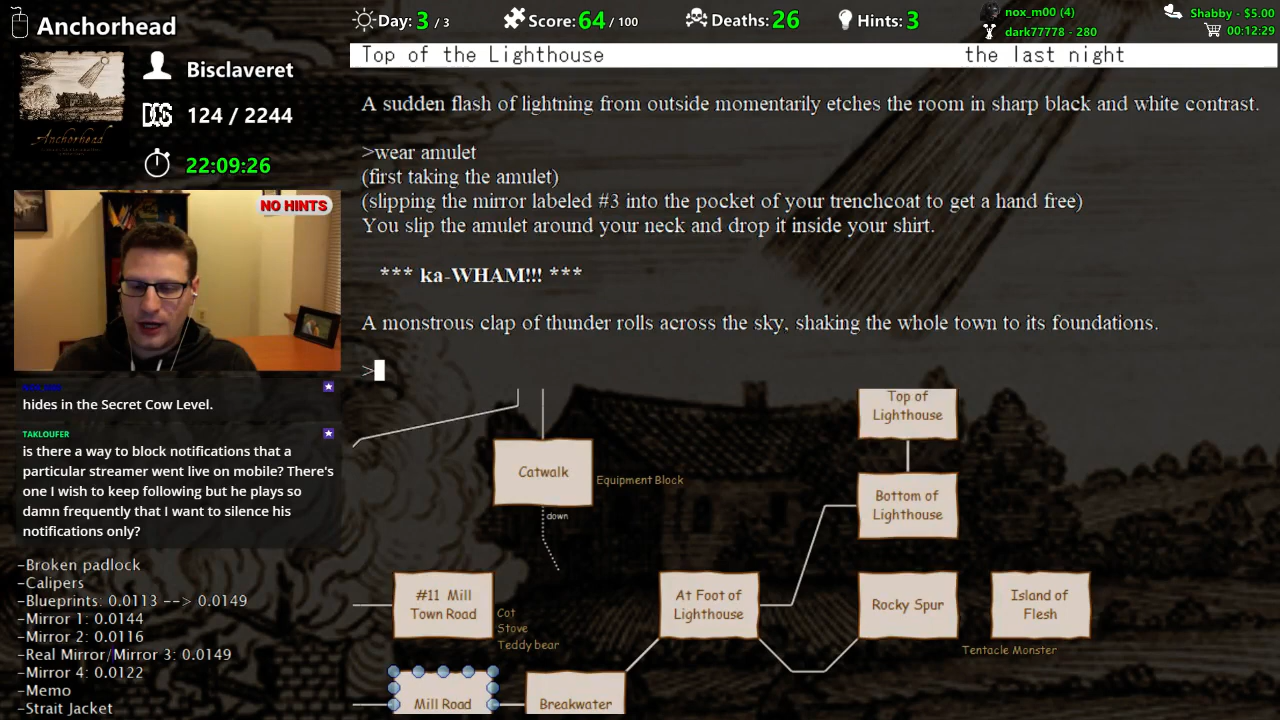 Anchorhead
Day: 3 / 3
Score: 64 / 100
Deaths: 26
Hints: 3
nox_m00 (4)
dark77778 - 280
Shabby - $5.00
00:12:29
Anchorhead
Bisclaveret
124 / 2244
22:09:26
NO HINTS
hides in the Secret Cow Level.
TAKLOUFER
is there a way to block notifications that a
particular streamer went live on mobile? There's
one I wish to keep following but he plays so
damn frequently that I want to silence his
notifications only?
-Broken padlock
-Calipers
-Blueprints: 0.0113 --> 0.0149
-Mirror 1: 0.0144
-Mirror 2: 0.0116
-Real Mirror/Mirror 3: 0.0149
-Mirror 4: 0.0122
-Memo
-Strait Jacket
Top of the Lighthouse the last night
A sudden flash of lightning from outside momentarily etches the room in sharp black and white contrast.
>wear amulet
(first taking the amulet)
(slipping the mirror labeled #3 into the pocket of your trenchcoat to get a hand free)
You slip the amulet around your neck and drop it inside your shirt.
*** ka-WHAM!!! ***
A monstrous clap of thunder rolls across the sky, shaking the whole town to its foundations.
>
Top of
Lighthouse
Catwalk
Equipment Block
Bottom of
Lighthouse
down
#11 Mill
Town Road
Cot
Stove
Teddy bear
At Foot of
Lighthouse
Rocky Spur
Island of
Flesh
Tentacle Monster
Mill Road
Breakwater